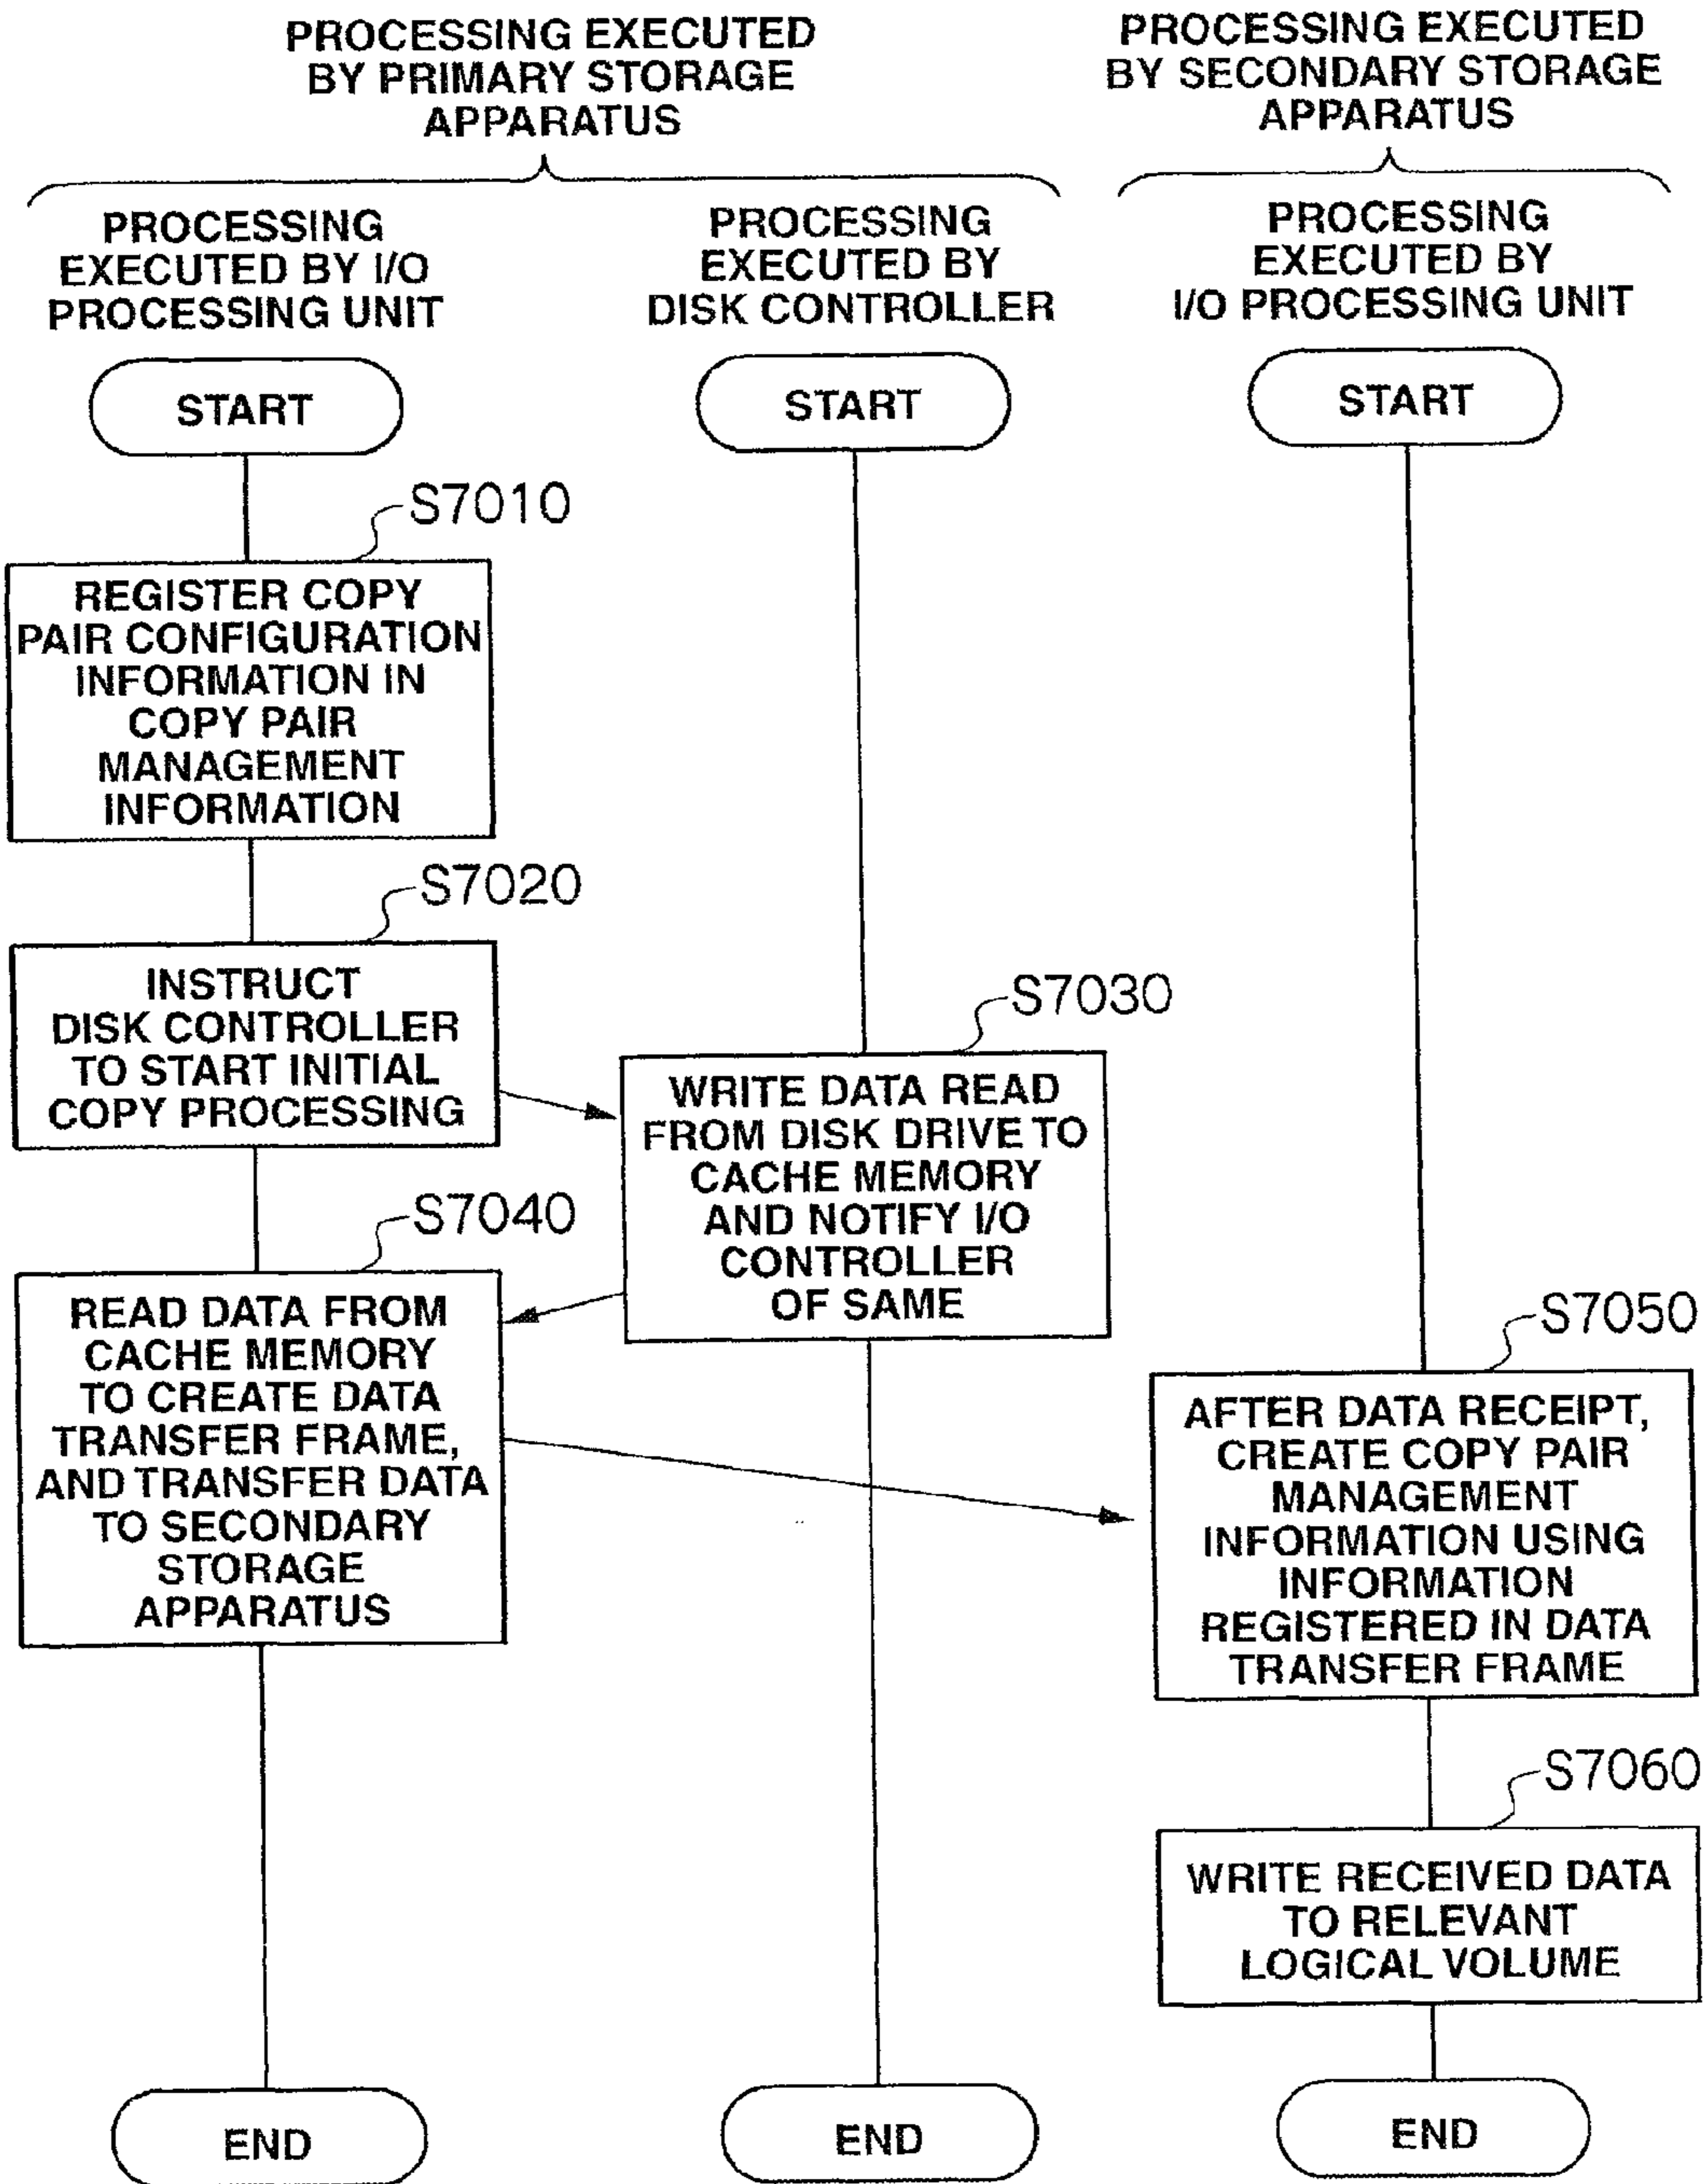 PROCESSING EXECUTED
BY PRIMARY STORAGE
APPARATUS
PROCESSING EXECUTED
BY SECONDARY STORAGE
APPARATUS
PROCESSING
EXECUTED BY I/O
PROCESSING UNIT
PROCESSING
EXECUTED BY
DISK CONTROLLER
PROCESSING
EXECUTED BY
I/O PROCESSING UNIT
START
START
START
S7010
REGISTER COPY
PAIR CONFIGURATION
INFORMATION IN
COPY PAIR
MANAGEMENT
INFORMATION
S7020
INSTRUCT
DISK CONTROLLER
TO START INITIAL
COPY PROCESSING
S7030
WRITE DATA READ
FROM DISK DRIVE TO
CACHE MEMORY
AND NOTIFY I/O
CONTROLLER
OF SAME
S7040
READ DATA FROM
CACHE MEMORY
TO CREATE DATA
TRANSFER FRAME,
AND TRANSFER DATA
TO SECONDARY
STORAGE
APPARATUS
S7050
AFTER DATA RECEIPT,
CREATE COPY PAIR
MANAGEMENT
INFORMATION USING
INFORMATION
REGISTERED IN DATA
TRANSFER FRAME
S7060
WRITE RECEIVED DATA
TO RELEVANT
LOGICAL VOLUME
END
END
END